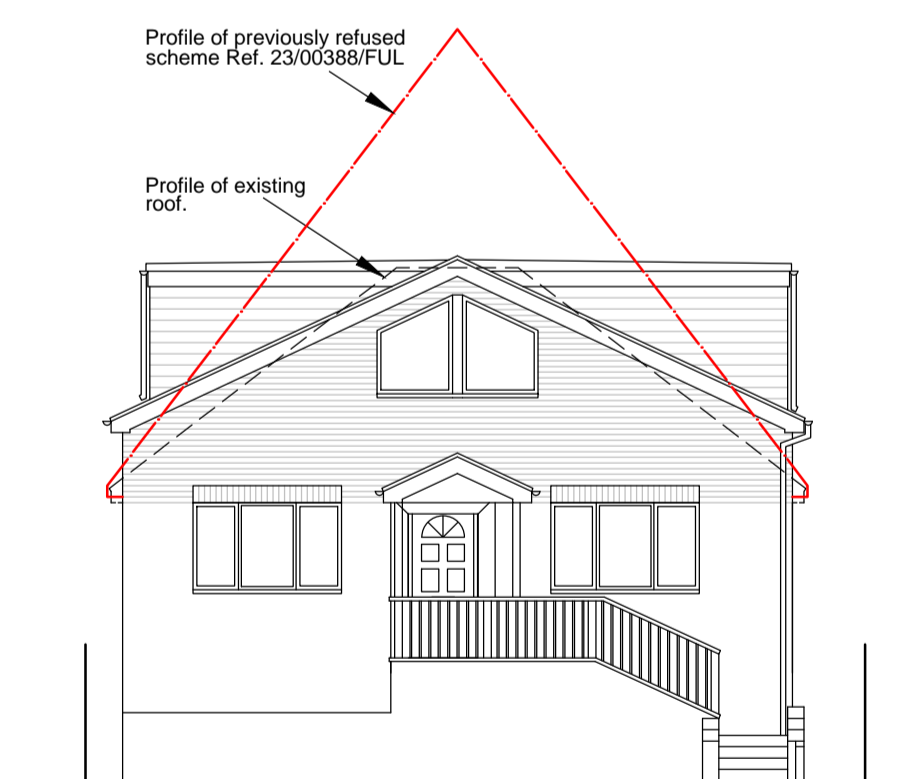 Profile of previously refused
scheme Ref. 23/00388/FUL
Profile of existing
roof.